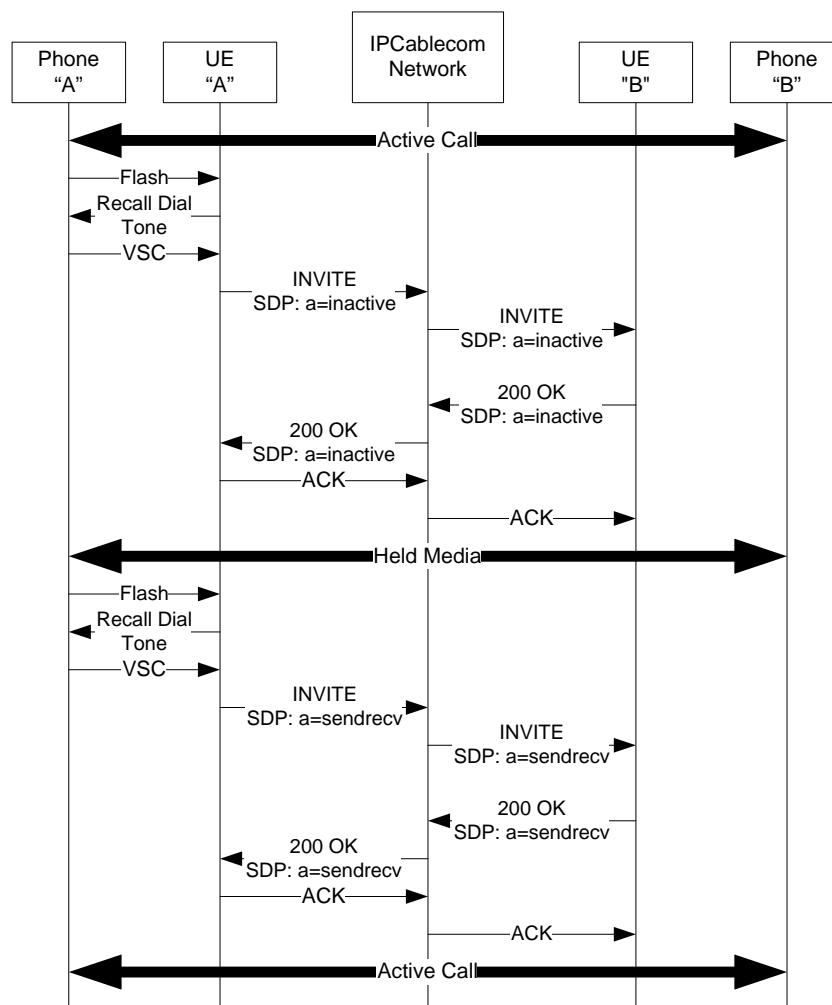 Phone
“A”
UE
“A”
IPCablecom
Network
UE
"B"
Phone
“B”
Active Call
Flash
Recall Dial
Tone
VSC
INVITE
SDP: a=inactive
INVITE
SDP: a=inactive
200 OK
SDP: a=inactive
200 OK
SDP: a=inactive
ACK
ACK
Held Media
Flash
Recall Dial
Tone
VSC
INVITE
SDP: a=sendrecv
INVITE
SDP: a=sendrecv
200 OK
SDP: a=sendrecv
200 OK
SDP: a=sendrecv
ACK
ACK
Active Call